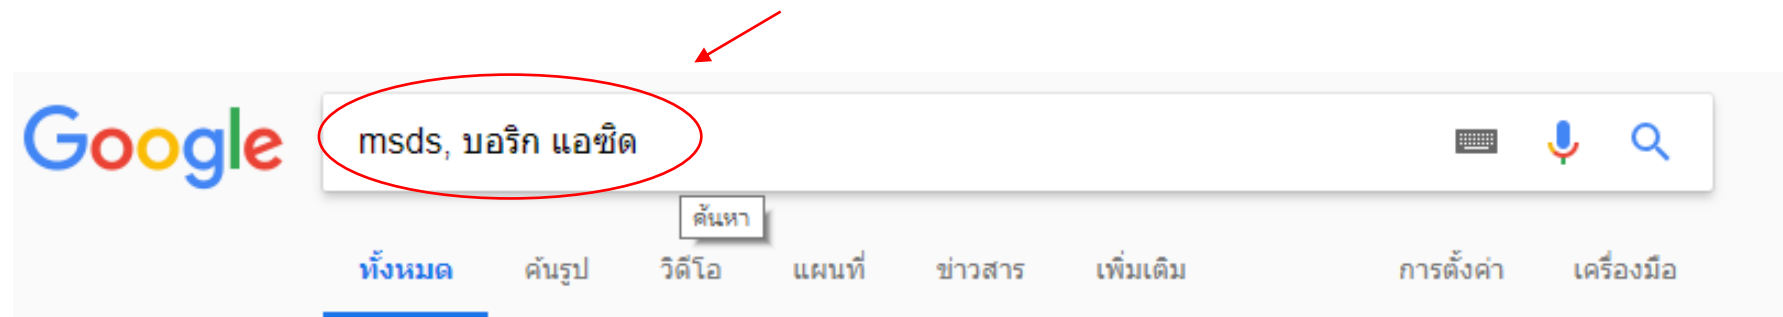 Google
msds, บอริก แอซิด
ค้นหา
ทั้งหมด ค้นรูป วิดีโอ แผนที่ ข่าวสาร เพิ่มเติม การตั้งค่า เครื่องมือ